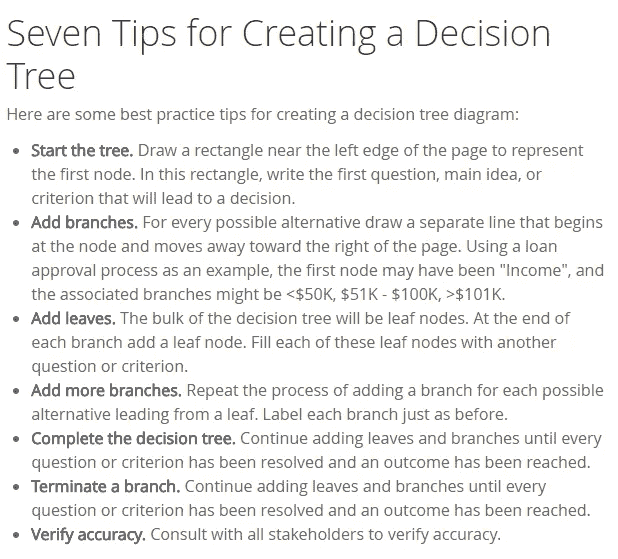 Seven Tips for Creating a Decision
Tree
Here are some best practice tips for creating a decision tree diagram:
• Start the tree. Draw a rectangle near the left edge of the page to represent
the first node. In this rectangle, write the first question, main idea, or
criterion that will lead to a decision.
• Add branches. For every possible alternative draw a separate line that begins
at the node and moves away toward the right of the page. Using a loan
approval process as an example, the first node may have been "Income", and
the associated branches might be <$50K, $51K - $100K, >$101K.
• Add leaves. The bulk of the decision tree will be leaf nodes. At the end of
each branch add a leaf node. Fill each of these leaf nodes with another
question or criterion.
• Add more branches. Repeat the process of adding a branch for each possible
alternative leading from a leaf. Label each branch just as before.
• Complete the decision tree. Continue adding leaves and branches until every
question or criterion has been resolved and an outcome has been reached.
• Terminate a branch. Continue adding leaves and branches until every
question or criterion has been resolved and an outcome has been reached.
• Verify accuracy. Consult with all stakeholders to verify accuracy.